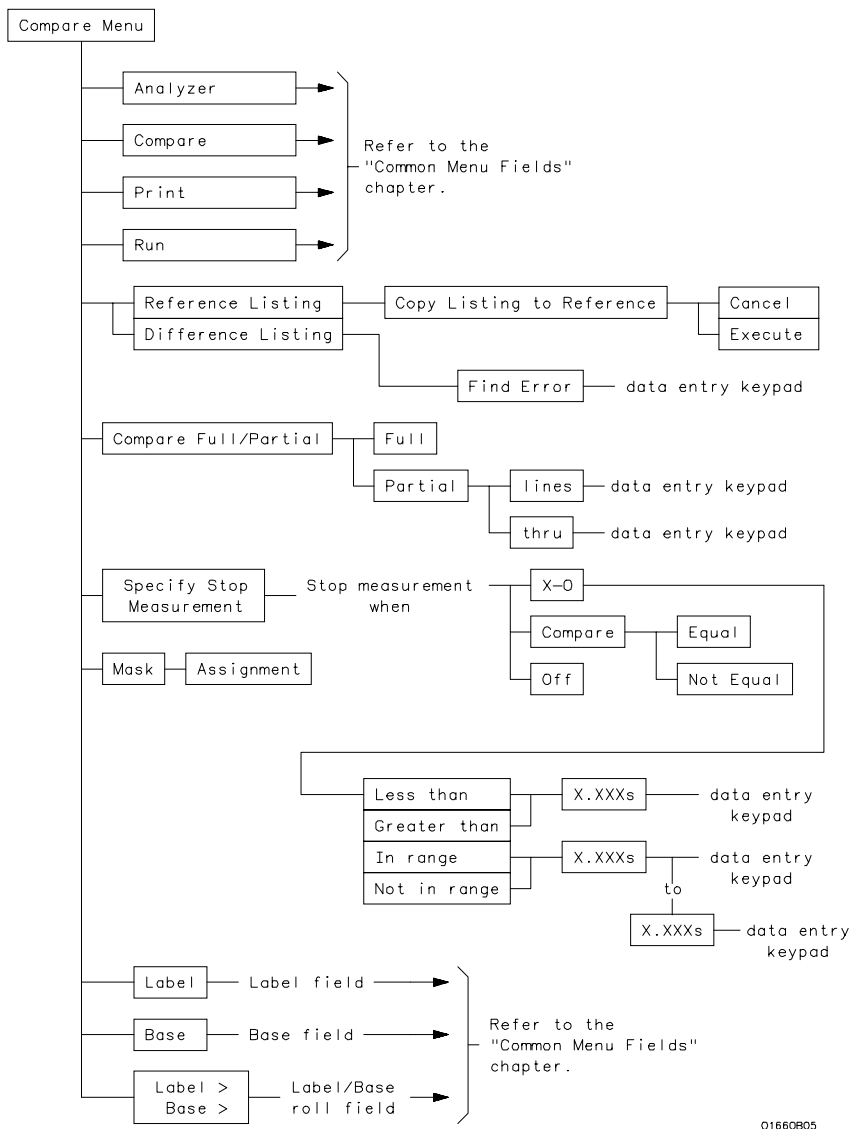 Compare Menu
Analyzer
Compare
Print
Run
Refer to the
"Common Menu Fields"
chapter.
Reference Listing
Copy Listing to Reference
Cancel
Difference Listing
Execute
Find Error
data entry keypad
Compare Full/Partial
Full
Partial
lines
data entry keypad
thru
data entry keypad
Specify Stop
Measurement
Stop measurement
when
X-O
Compare
Equal
Off
Not Equal
Mask
Assignment
Less than
X.XXXs
data entry
keypad
Greater than
In range
X.XXXs
data entry
keypad
Not in range
to
X.XXXs
data entry
keypad
Label
Label field
Base
Base field
Label >
Base >
Label/Base
roll field
Refer to the
"Common Menu Fields"
chapter.
01660B05